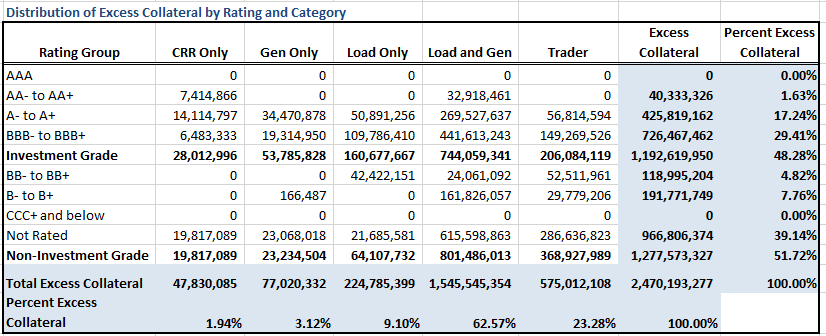 Distribution of Excess Collateral by Rating and Category
Rating Group CRR Only Gen Only Load Only Load and Gen Trader Excess Collateral Percent Excess Collateral
AAA 0 0 0 0 0 0 0.00%
AA- to AA+ 7,414,866 0 0 32,918,461 0 40,333,326 1.63%
A- to A+ 14,114,797 34,470,878 50,891,256 269,527,637 56,814,594 425,819,162 17.24%
BBB- to BBB+ 6,483,333 19,314,950 109,786,410 441,613,243 149,269,526 726,467,462 29.41%
Investment Grade 28,012,996 53,785,828 160,677,667 744,059,341 206,084,119 1,192,619,950 48.28%
BB- to BB+ 0 0 42,422,151 24,061,092 52,511,961 118,995,204 4.82%
B- to B+ 0 166,487 0 161,826,057 29,779,206 191,771,749 7.76%
CCC+ and below 0 0 0 0 0 0 0.00%
Not Rated 19,817,089 23,068,018 21,685,581 615,598,863 286,636,823 966,806,374 39.14%
Non-Investment Grade 19,817,089 23,234,504 64,107,732 801,486,013 368,927,989 1,277,573,327 51.72%
Total Excess Collateral 47,830,085 77,020,332 224,785,399 1,545,545,354 575,012,108 2,470,193,277 100.00%
Percent Excess
Collateral 1.94% 3.12% 9.10% 62.57% 23.28% 100.00%